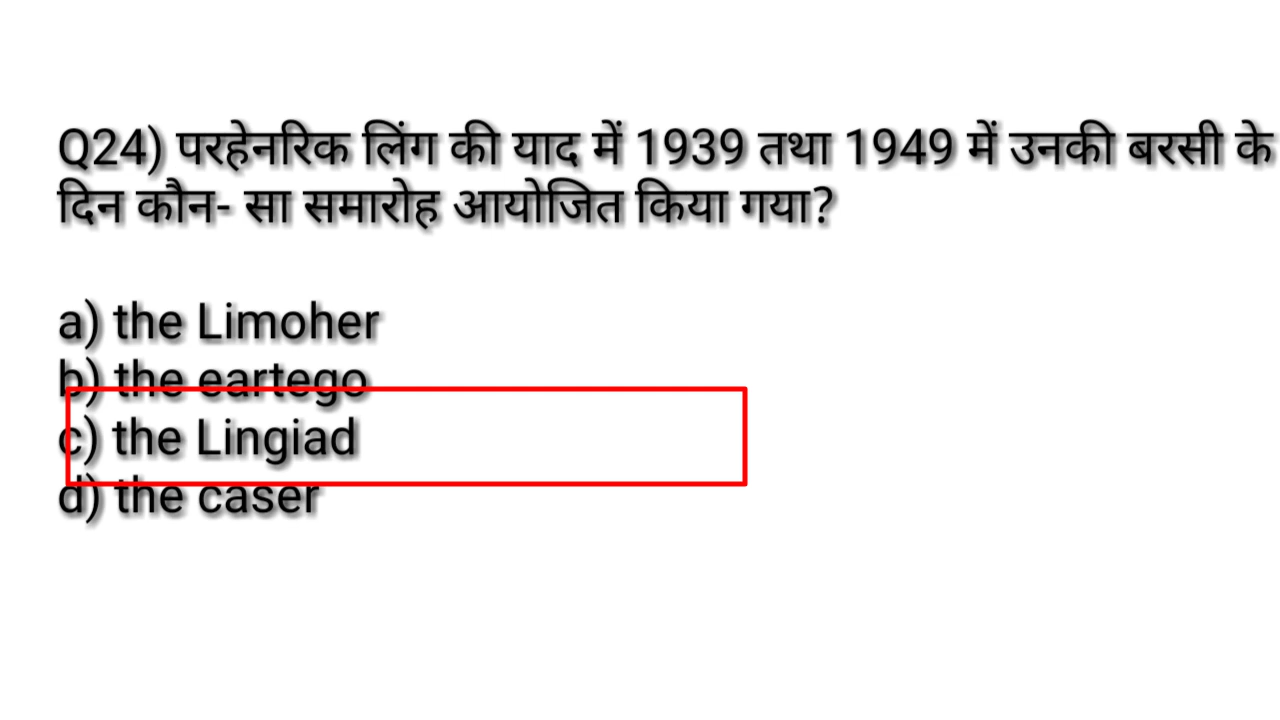 Q24) परहेनरिक लिंग की याद में 1939 तथा 1949 में उनकी बरसी के
दिन कौन- सा समारोह आयोजित किया गया?
a) the Limoher
b) the eartego
c) the Lingiad
d) the caser